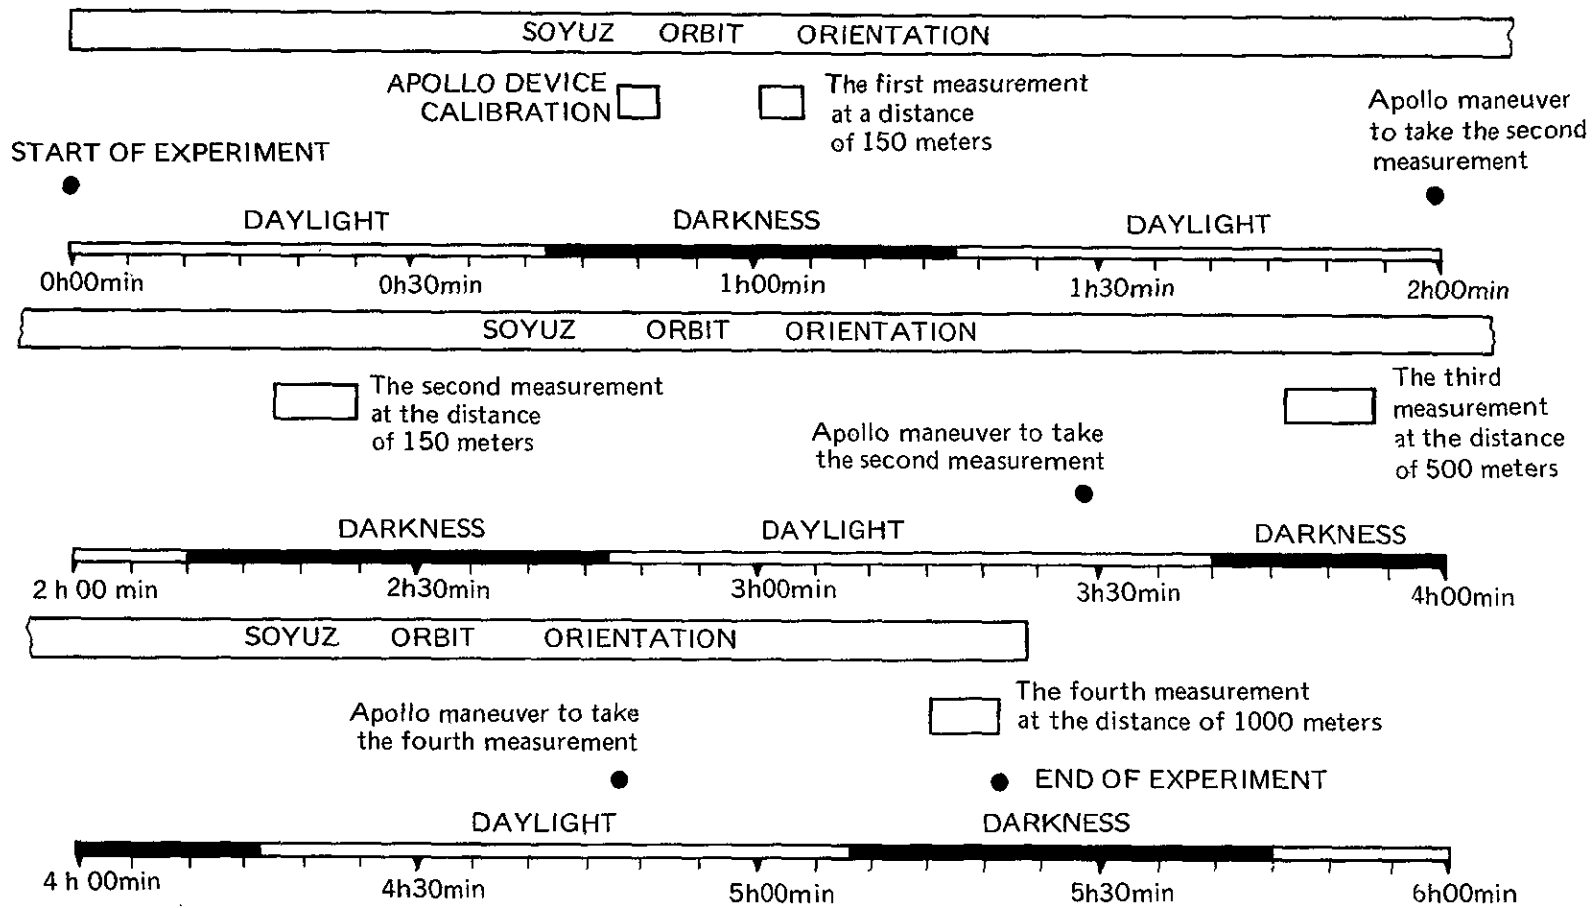 SOYUZ ORBIT ORIENTATION
APOLLO DEVICE
CALIBRATION
The first measurement
at a distance
of 150 meters
Apollo maneuver
to take the second
measurement
START OF EXPERIMENT
DAYLIGHT DARKNESS DAYLIGHT
0h00min 0h30min 1h00min 1h30min 2h00min
SOYUZ ORBIT ORIENTATION
The second measurement
at the distance
of 150 meters
Apollo maneuver to take
the second measurement
The third
measurement
at the distance
of 500 meters
DARKNESS DAYLIGHT DARKNESS
2 h 00 min 2h30min 3h00min 3h30min 4h00min
SOYUZ ORBIT ORIENTATION
Apollo maneuver to take
the fourth measurement
The fourth measurement
at the distance of 1000 meters
END OF EXPERIMENT
DAYLIGHT DARKNESS
4 h 00min 4h30min 5h00min 5h30min 6h00min